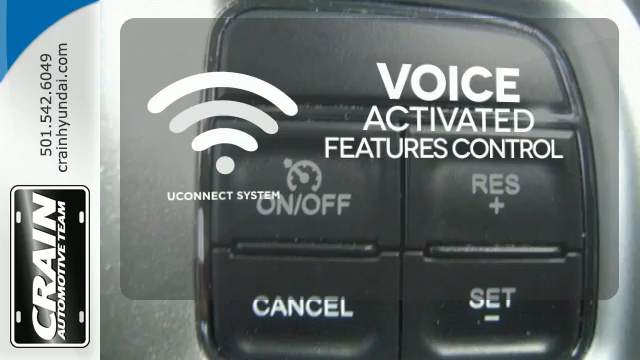 501.542.6049
crainhyundai.com
CRAIN
AUTOMOTIVE TEAM
VOICE
ACTIVATED
FEATURES CONTROL
UCONNECT SYSTEM
ON/OFF
RES
+
CANCEL
SET
-